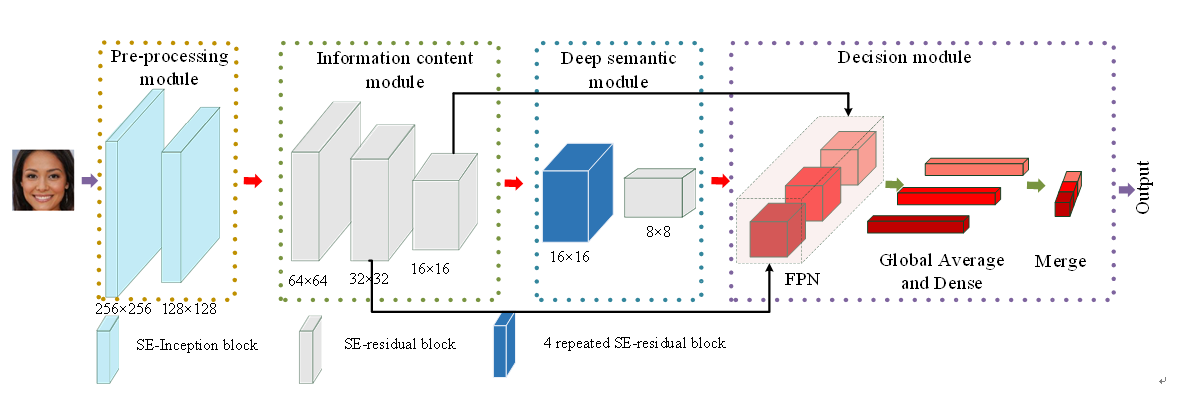 Pre-processing
module
Information content
module
Deep semantic
module
Decision module
256×256
128×128
64×64
32×32
16×16
16×16
8×8
FPN
Global Average
and Dense
Merge
Output
SE-Inception block
SE-residual block
4 repeated SE-residual block